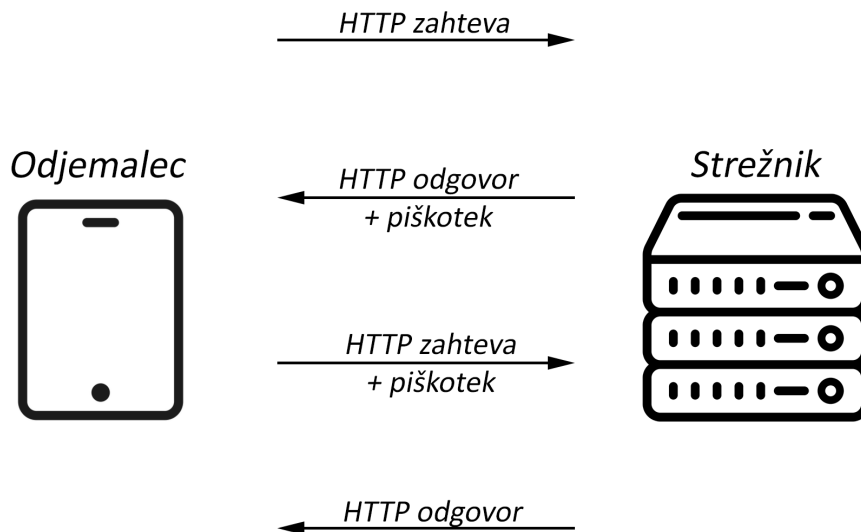 HTTP zahteva
Odjemalec
Strežnik
HTTP odgovor
+ piškotek
HTTP zahteva
+ piškotek
HTTP odgovor